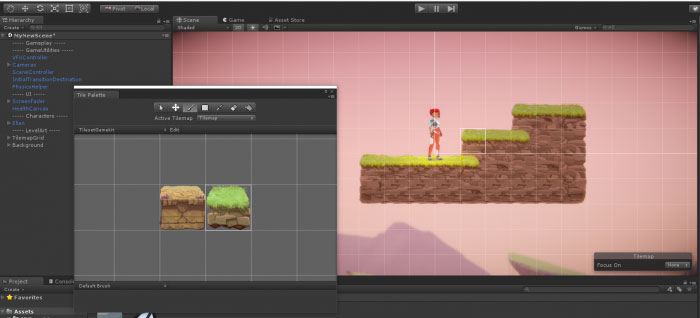 Pivot Local
Hierarchy
Create
MyNewScene*
----- Gameplay -----
----- GameUtilities -----
VFXController
Cameras
SceneController
InitialTransitionDestination
PhysicsHelper
----- UI -----
ScreenFader
HealthCanvas
----- Characters -----
Ellen
----- LevelArt -----
TilemapGrid
Background
Scene Game Asset Store
Shaded 2D Gizmos
Tile Palette
Active Tilemap Tilemap
TilesetGamekit Edit
Default Brush
Tilemap
Focus On None
Project Console
Create
Favorites
Assets